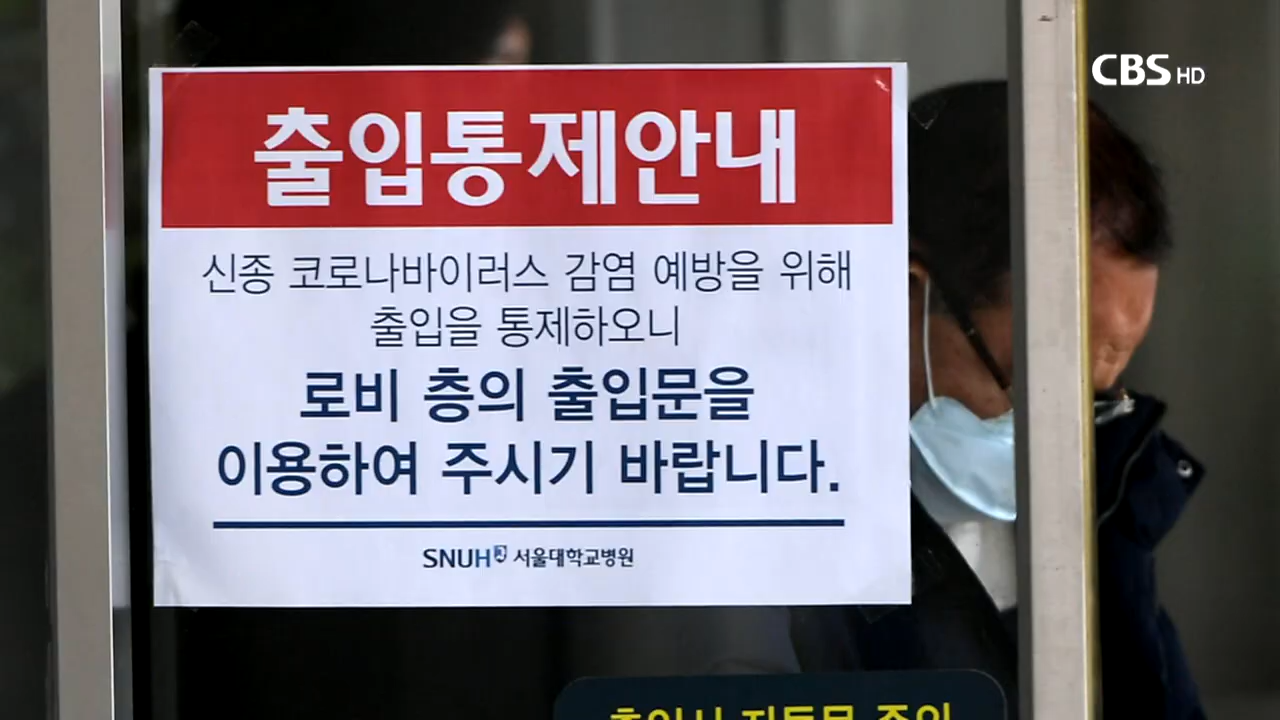 CBS HD
출입통제안내
신종 코로나바이러스 감염 예방을 위해
출입을 통제하오니
로비 층의 출입문을
이용하여 주시기 바랍니다.
SNUH 서울대학교병원